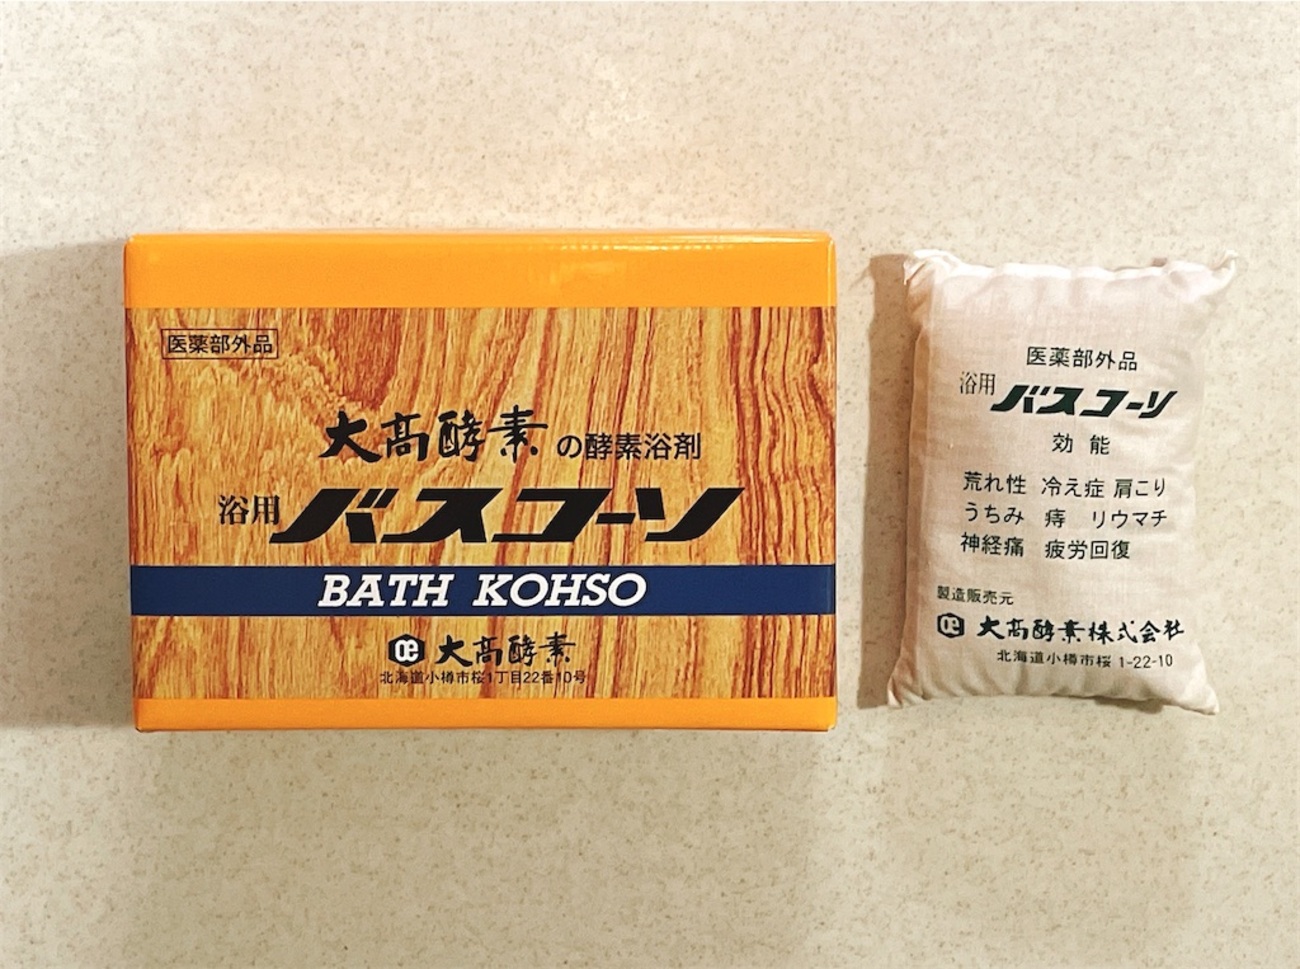 医薬部外品
大髙酵素の酵素浴剤
浴用バスコーソ
BATH KOHSO
大髙酵素
北海道小樽市桜1丁目22番10号
医薬部外品
浴用バスコーソ
効能
荒れ性 冷え症 肩こり
うちみ 痔 リウマチ
神経痛 疲労回復
製造販売元
大髙酵素株式会社
北海道小樽市桜 1-22-10